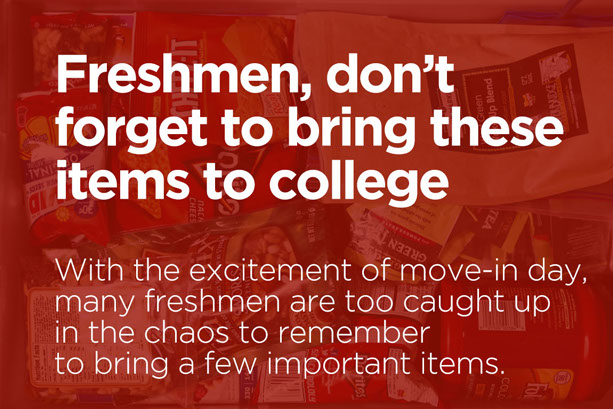 Freshmen, don’t
forget to bring these
items to college
With the excitement of move-in day,
many freshmen are too caught up
in the chaos to remember
to bring a few important items.